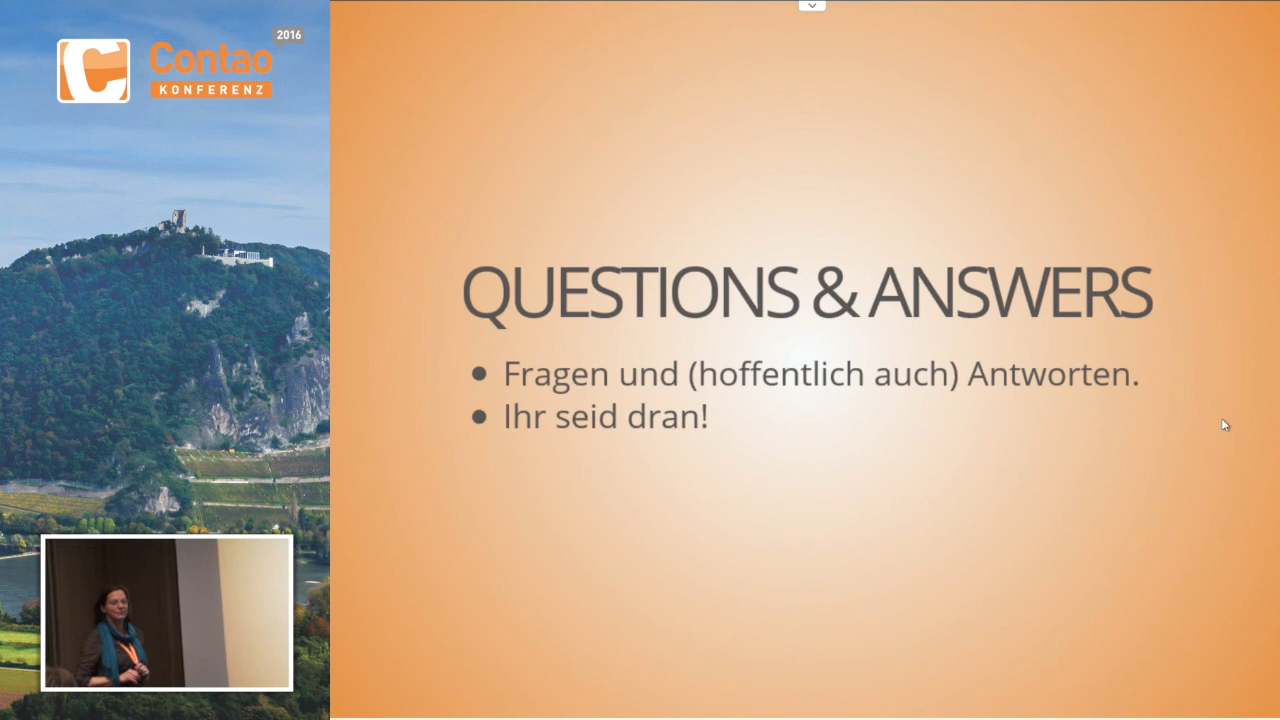 2016
Contao
KONFERENZ
QUESTIONS & ANSWERS
• Fragen und (hoffentlich auch) Antworten.
• Ihr seid dran!